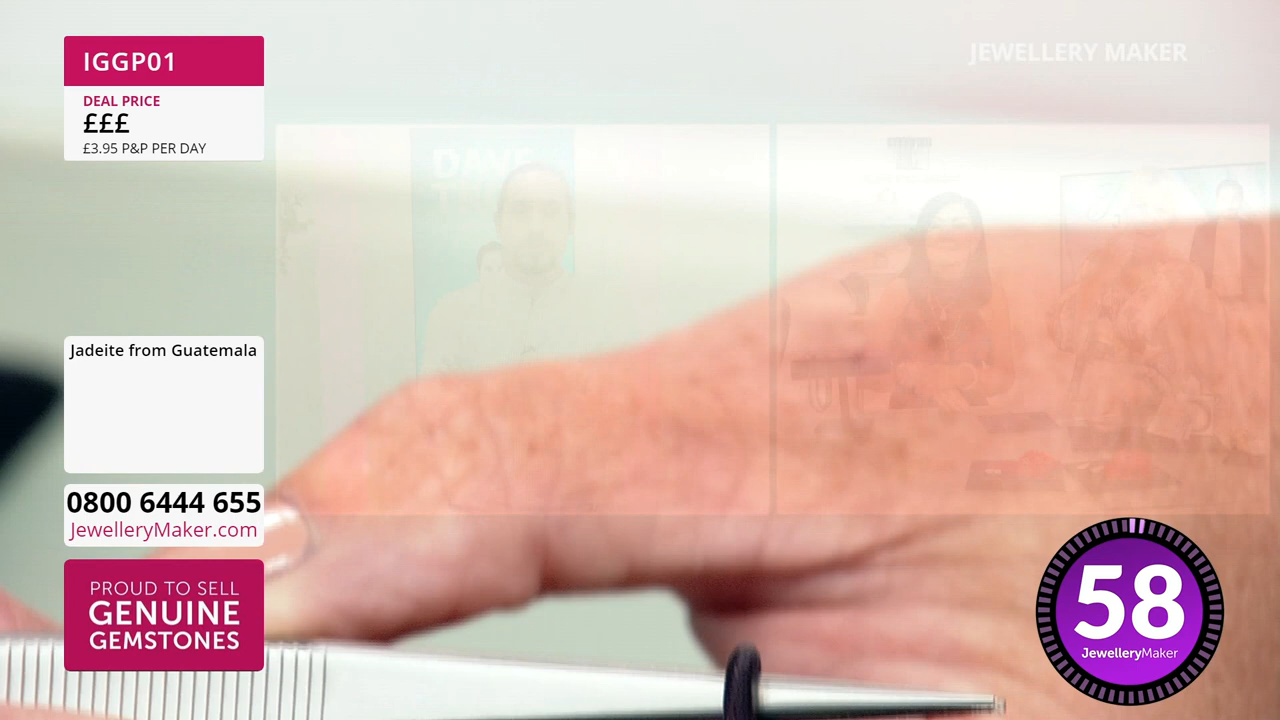 IGGP01
DEAL PRICE
£££
£3.95 P&P PER DAY
JEWELLERY MAKER
DAVE
Jadeite from Guatemala
0800 6444 655
JewelleryMaker.com
PROUD TO SELL
GENUINE
GEMSTONES
58
JewelleryMaker